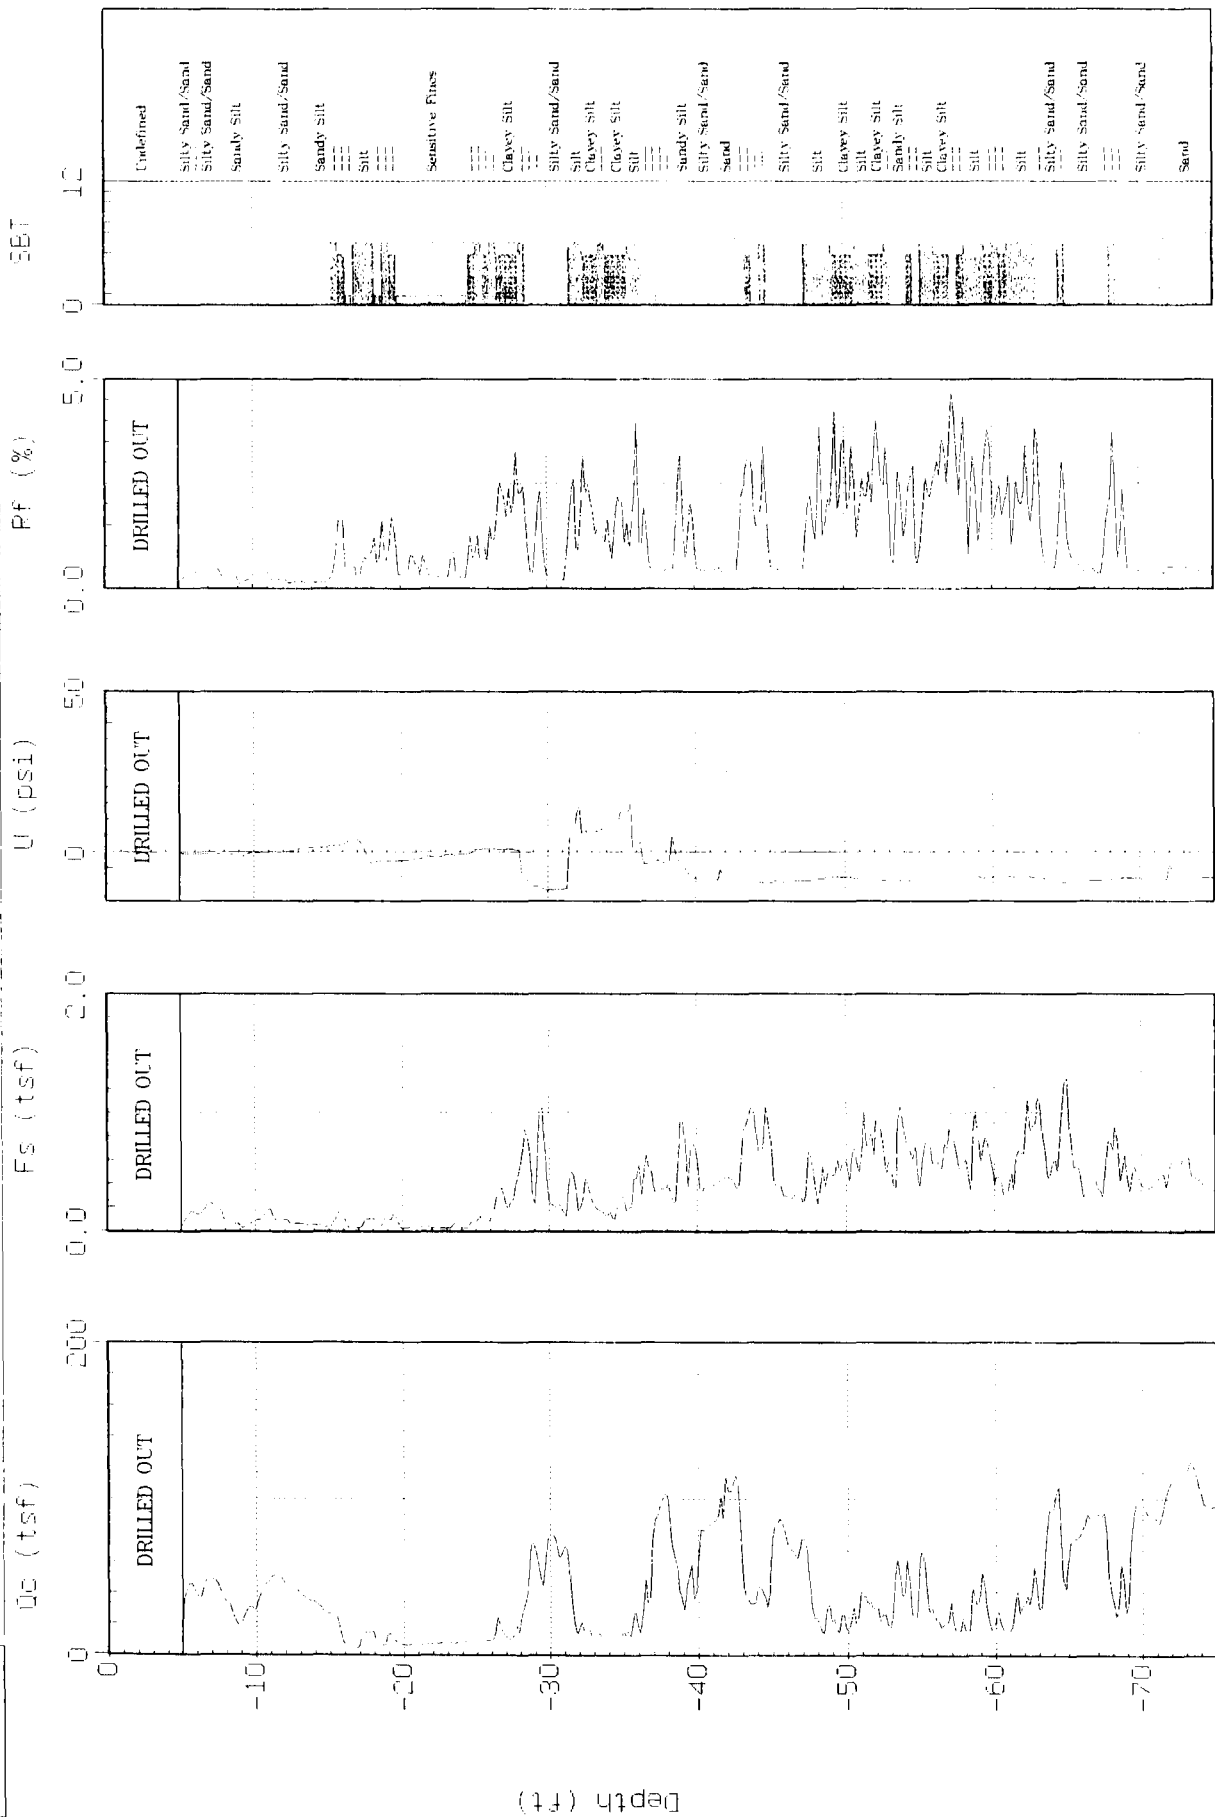 Qc (tsf)
Fs (tsf)
U (psi)
Rf (%)
SBT
0
200
0.0
2.0
0
50
0.0
5.0
0
12
Depth (ft)
0
-10
-20
-30
-40
-50
-60
-70
DRILLED OUT
DRILLED OUT
DRILLED OUT
DRILLED OUT
Undefined
Silty Sand/Sand
Silty Sand/Sand
Sandy Silt
Silty Sand/Sand
Sandy Silt
Silt
Sensitive Fines
Clayey Silt
Silty Sand/Sand
Silt
Clayey Silt
Clayey Silt
Silt
Sandy Silt
Silty Sand/Sand
Sand
Silty Sand/Sand
Silt
Clayey Silt
Silt
Clayey Silt
Sandy Silt
Silt
Clayey Silt
Silt
Silt
Silty Sand/Sand
Silt
Silty Sand/Sand
Silty Sand/Sand
Sand